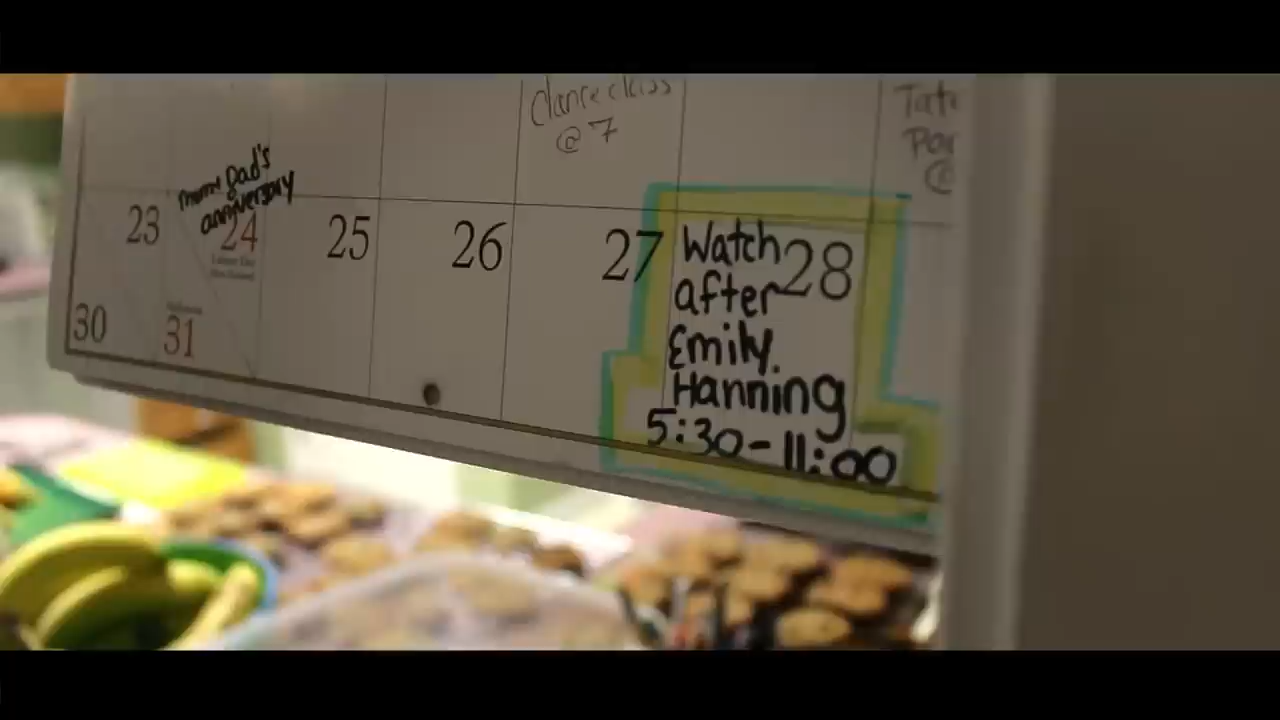 dance class
@ 7
mom & dad's
anniversary
23
24
25
26
27
28
Watch
after
Emily
Hanning
5:30-11:00
30
31
@